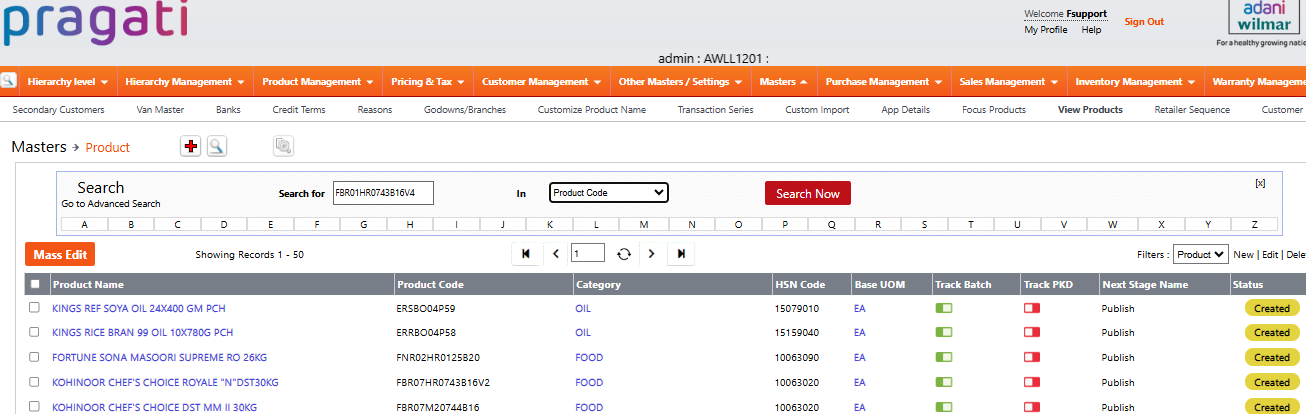 pragati
Welcome Fsupport
My Profile Help
Sign Out
adani
wilmar
For a healthy growing natio
admin : AWLL1201 :
Hierarchy level Hierarchy Management Product Management Pricing & Tax Customer Management Other Masters / Settings Masters Purchase Management Sales Management Inventory Management Warranty Manageme
Secondary Customers Van Master Banks Credit Terms Reasons Godowns/Branches Customize Product Name Transaction Series Custom Import App Details Focus Products View Products Retailer Sequence Customer
Masters Product
Search
Go to Advanced Search
Search for FBR01HR0743B16V4 In Product Code Search Now [x]
A B C D E F G H I J K L M N O P Q R S T U V W X Y Z
Mass Edit Showing Records 1 - 50 1 Filters : Product New | Edit | Dele
Product Name Product Code Category HSN Code Base UOM Track Batch Track PKD Next Stage Name Status
KINGS REF SOYA OIL 24X400 GM PCH ERSBO04P59 OIL 15079010 EA Publish Created
KINGS RICE BRAN 99 OIL 10X780G PCH ERRBO04P58 OIL 15159040 EA Publish Created
FORTUNE SONA MASOORI SUPREME RO 26KG FNR02HR0125B20 FOOD 10063090 EA Publish Created
KOHINOOR CHEF'S CHOICE ROYALE "N"DST30KG FBR07HR0743B16V2 FOOD 10063020 EA Publish Created
KOHINOOR CHEF'S CHOICE DST MM II 30KG FBR07M20744B16 FOOD 10063020 EA Publish Created